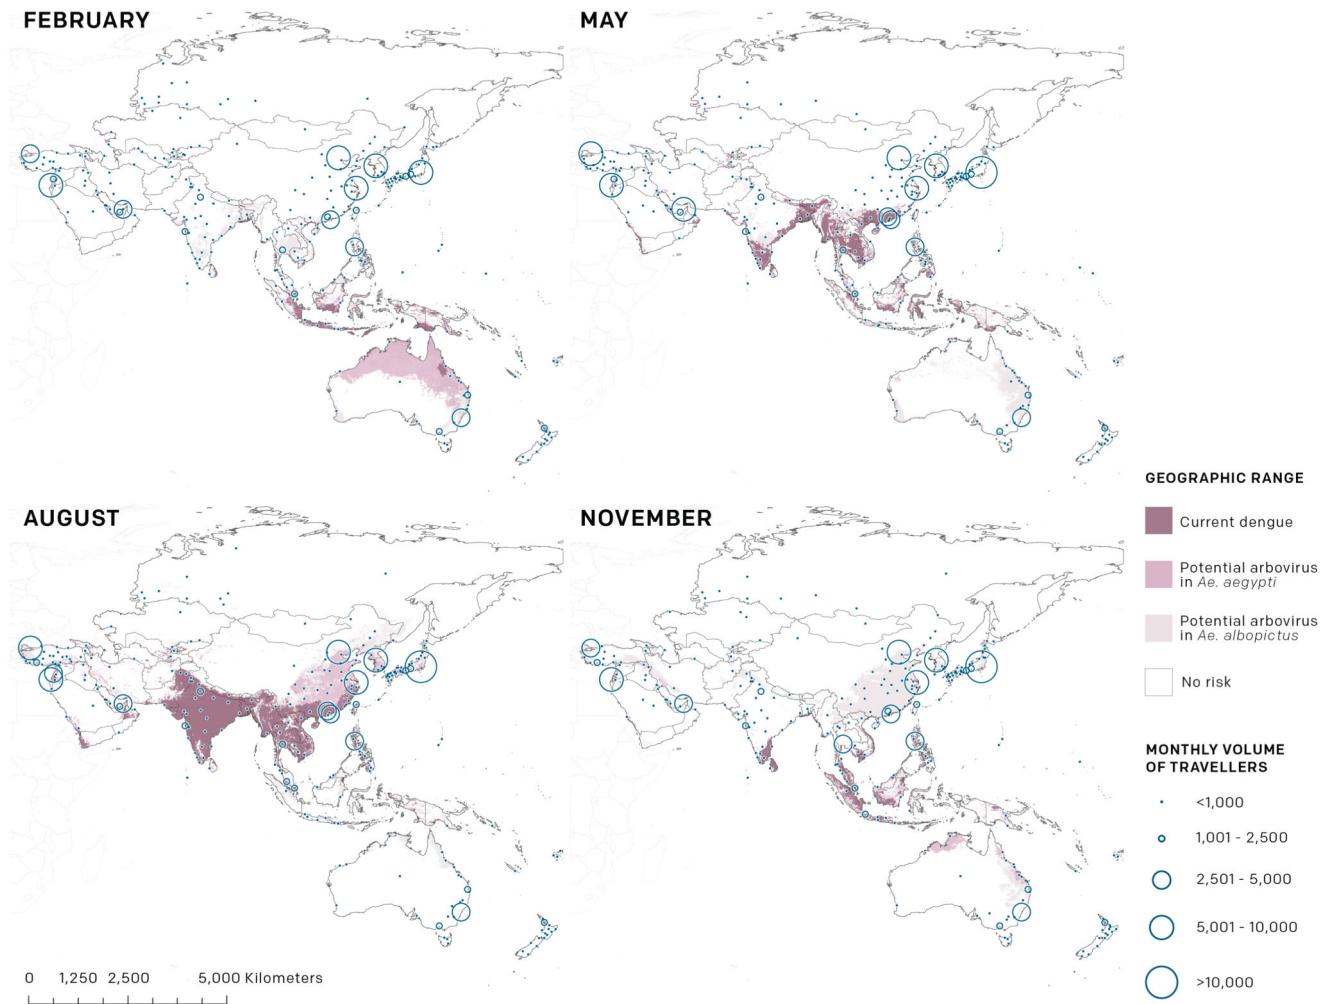 FEBRUARY
MAY
AUGUST
NOVEMBER
0 1,250 2,500 5,000 Kilometers
GEOGRAPHIC RANGE
Current dengue
Potential arbovirus
in Ae. aegypti
Potential arbovirus
in Ae. albopictus
No risk
MONTHLY VOLUME
OF TRAVELLERS
<1,000
1,001 - 2,500
2,501 - 5,000
5,001 - 10,000
>10,000